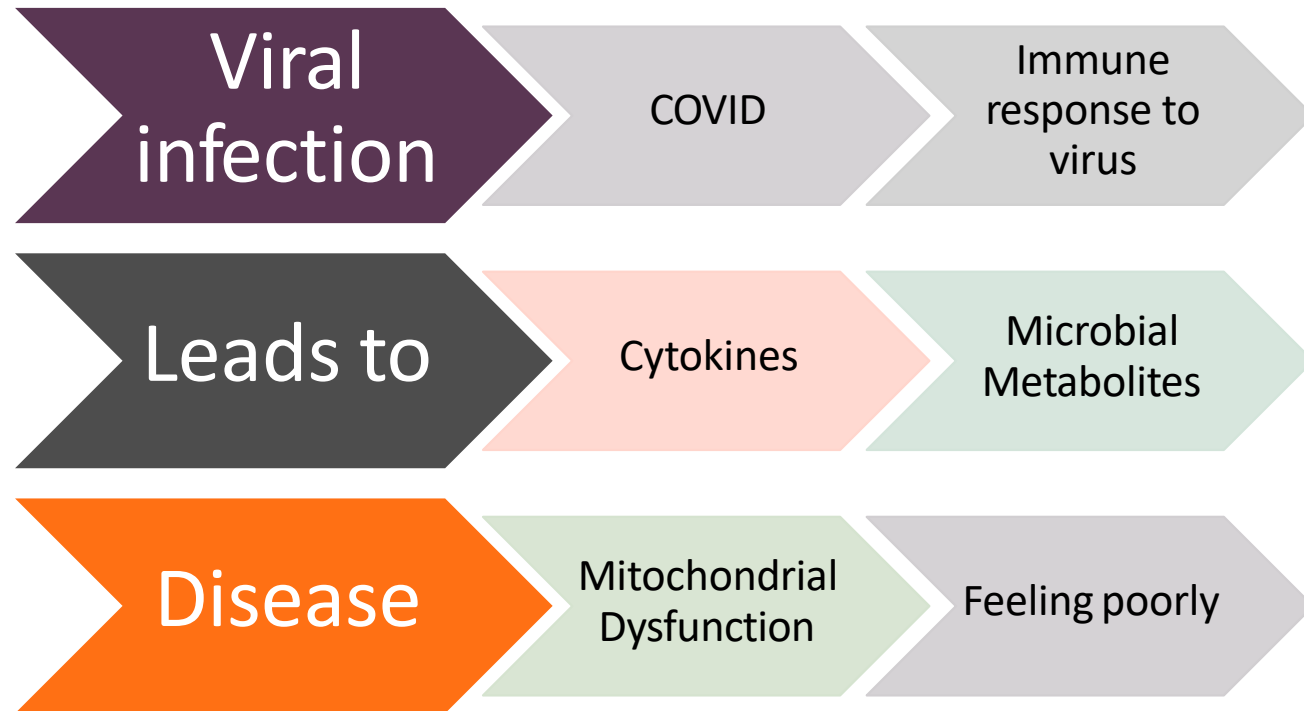 Viral
infection
COVID
Immune
response to
virus
Leads to
Cytokines
Microbial
Metabolites
Disease
Mitochondrial
Dysfunction
Feeling poorly